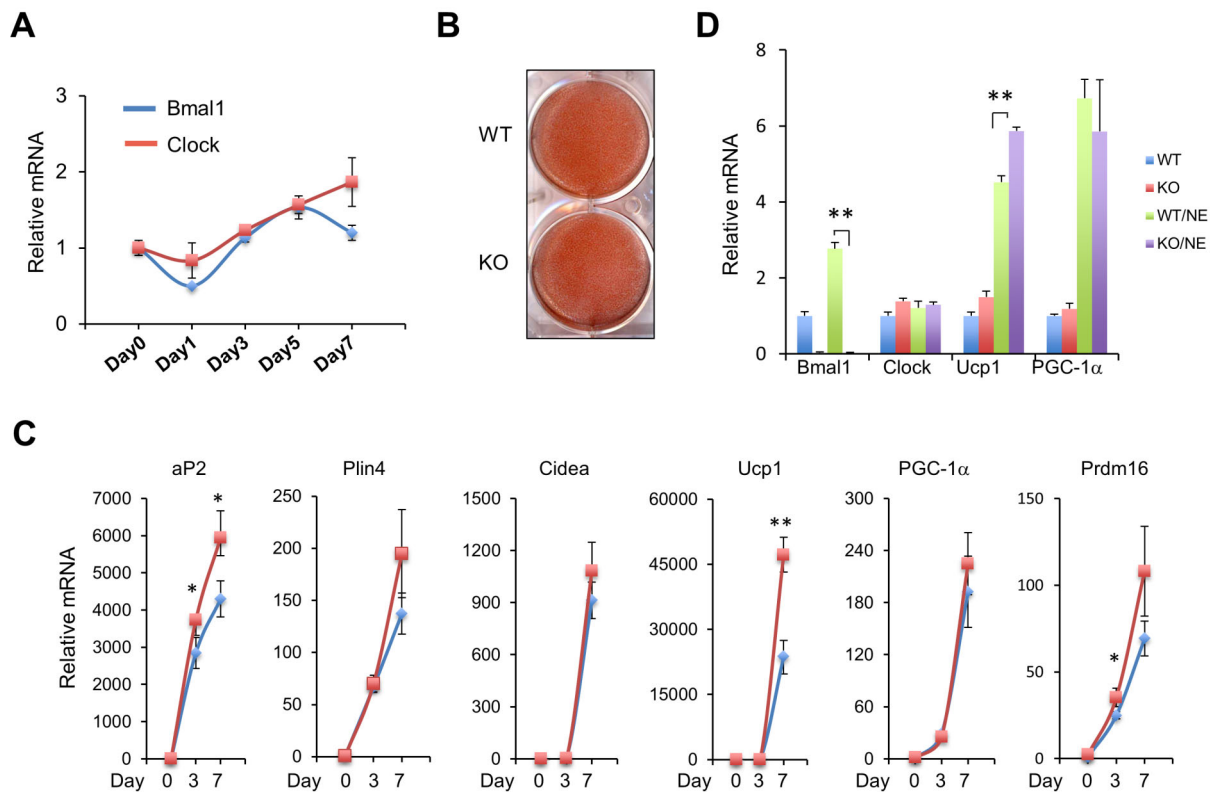 A
3
2
1
0
Relative mRNA
Bmal1
Clock
Day0 Day1 Day3 Day5 Day7
B
WT
KO
D
8
6
4
2
0
Relative mRNA
**
**
Bmal1 Clock Ucp1 PGC-1α
WT
KO
WT/NE
KO/NE
C
aP2
7000
6000
5000
4000
3000
2000
1000
0
Relative mRNA
*
*
Day 0 3 7
Plin4
250
200
150
100
50
0
0 3 7
Cidea
1500
1200
900
600
300
0
Day 0 3 7
Ucp1
60000
45000
30000
15000
0
**
Day 0 3 7
PGC-1α
300
240
180
120
60
0
Day 0 3 7
Prdm16
150
100
50
0
*
Day 0 3 7